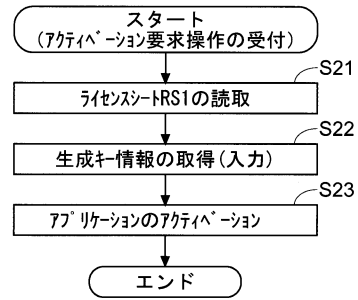 スタート
(ｱｸﾃｨﾍﾞｰｼｮﾝ要求操作の受付)
S21
ﾗｲｾﾝｽｼｰﾄRS1の読取
S22
生成キー情報の取得(入力)
S23
ｱﾌﾟﾘｹｰｼｮﾝのｱｸﾃｨﾍﾞｰｼｮﾝ
エンド